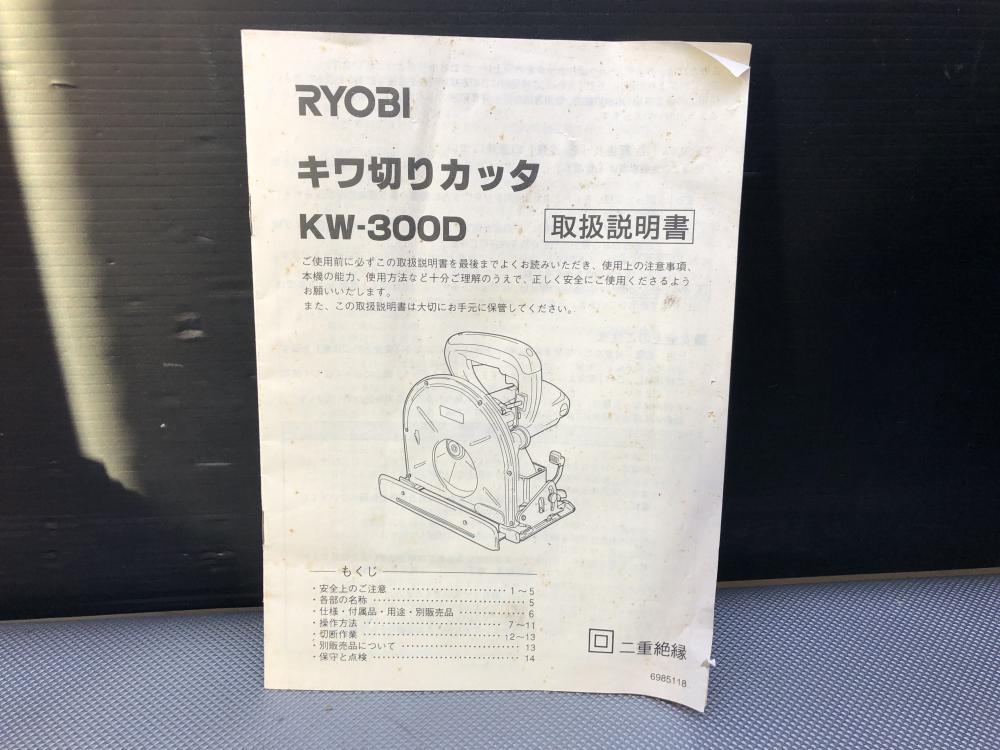 RYOBI
キワ切りカッタ
KW-300D
取扱説明書
ご使用前に必ずこの取扱説明書を最後までよくお読みいただき、使用上の注意事項、
本機の能力、使用方法など十分ご理解のうえで、正しく安全にご使用くださるよう
お願いいたします。
また、この取扱説明書は大切にお手元に保管してください。
もくじ
・安全上のご注意 ························ 1～5
・各部の名称 ································ 5
・仕様・付属品・用途・別販売品 ············ 6
・操作方法 ···························· 7～11
・切断作業 ···························· 12～13
・別販売品について ························ 13
・保守と点検 ································ 14
回 二重絶縁
6985118